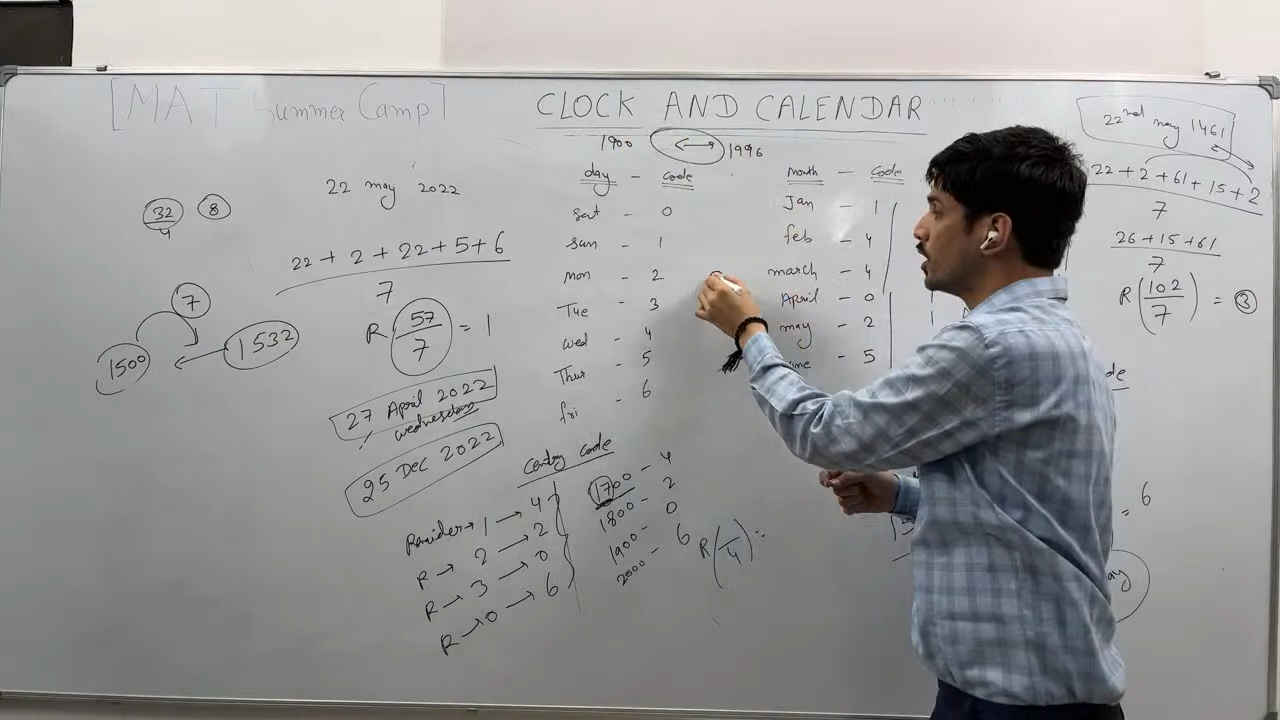 [MAT Summer Camp]
CLOCK AND CALENDAR
1900 ↔ 1996
22 may 2022
32/4 8
22 + 2 + 22 + 5 + 6
7
R 57/7 = 1
7
1500 ← 1532
27 April 2022
wednesday
25 Dec 2022
day - code
sat - 0
sun - 1
mon - 2
Tue - 3
wed - 4
Thur - 5
fri - 6
month - code
Jan - 1
feb - 4
march - 4
April - 0
may - 2
- 5
22nd may 1461
22 + 2 + 61 + 15 + 2
7
26 + 15 + 61
7
R(102/7) = 3
= 6
Centry code
Remider → 1 → 4
R → 2 → 2
R → 3 → 0
R → 0 → 6
1700 - 4
1800 - 2
1900 - 0
2000 - 6
R(/4) =